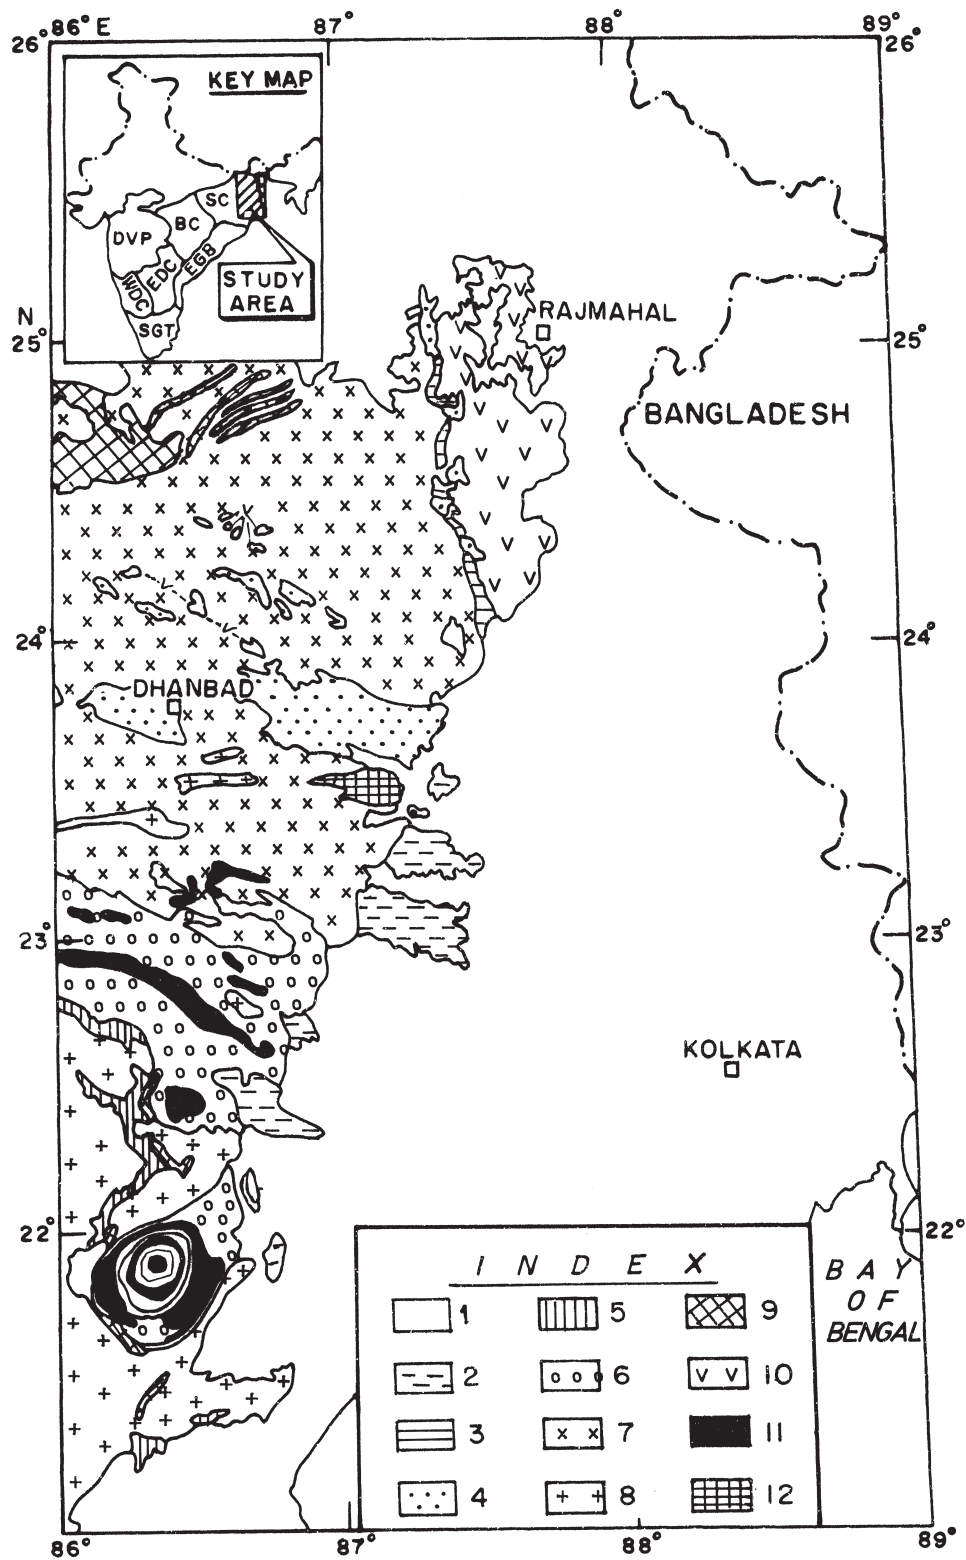 86° E 87° 88° 89°
26° 26°
KEY MAP
SC
BC
DVP
EGB
EDC
WDC
SGT
STUDY
AREA
N
25° 25°
RAJMAHAL
BANGLADESH
24° 24°
DHANBAD
23° 23°
KOLKATA
22° 22°
BAY
OF
BENGAL
INDEX
1 5 9
2 6 10
3 7 11
4 8 12
86° 87° 88° 89°